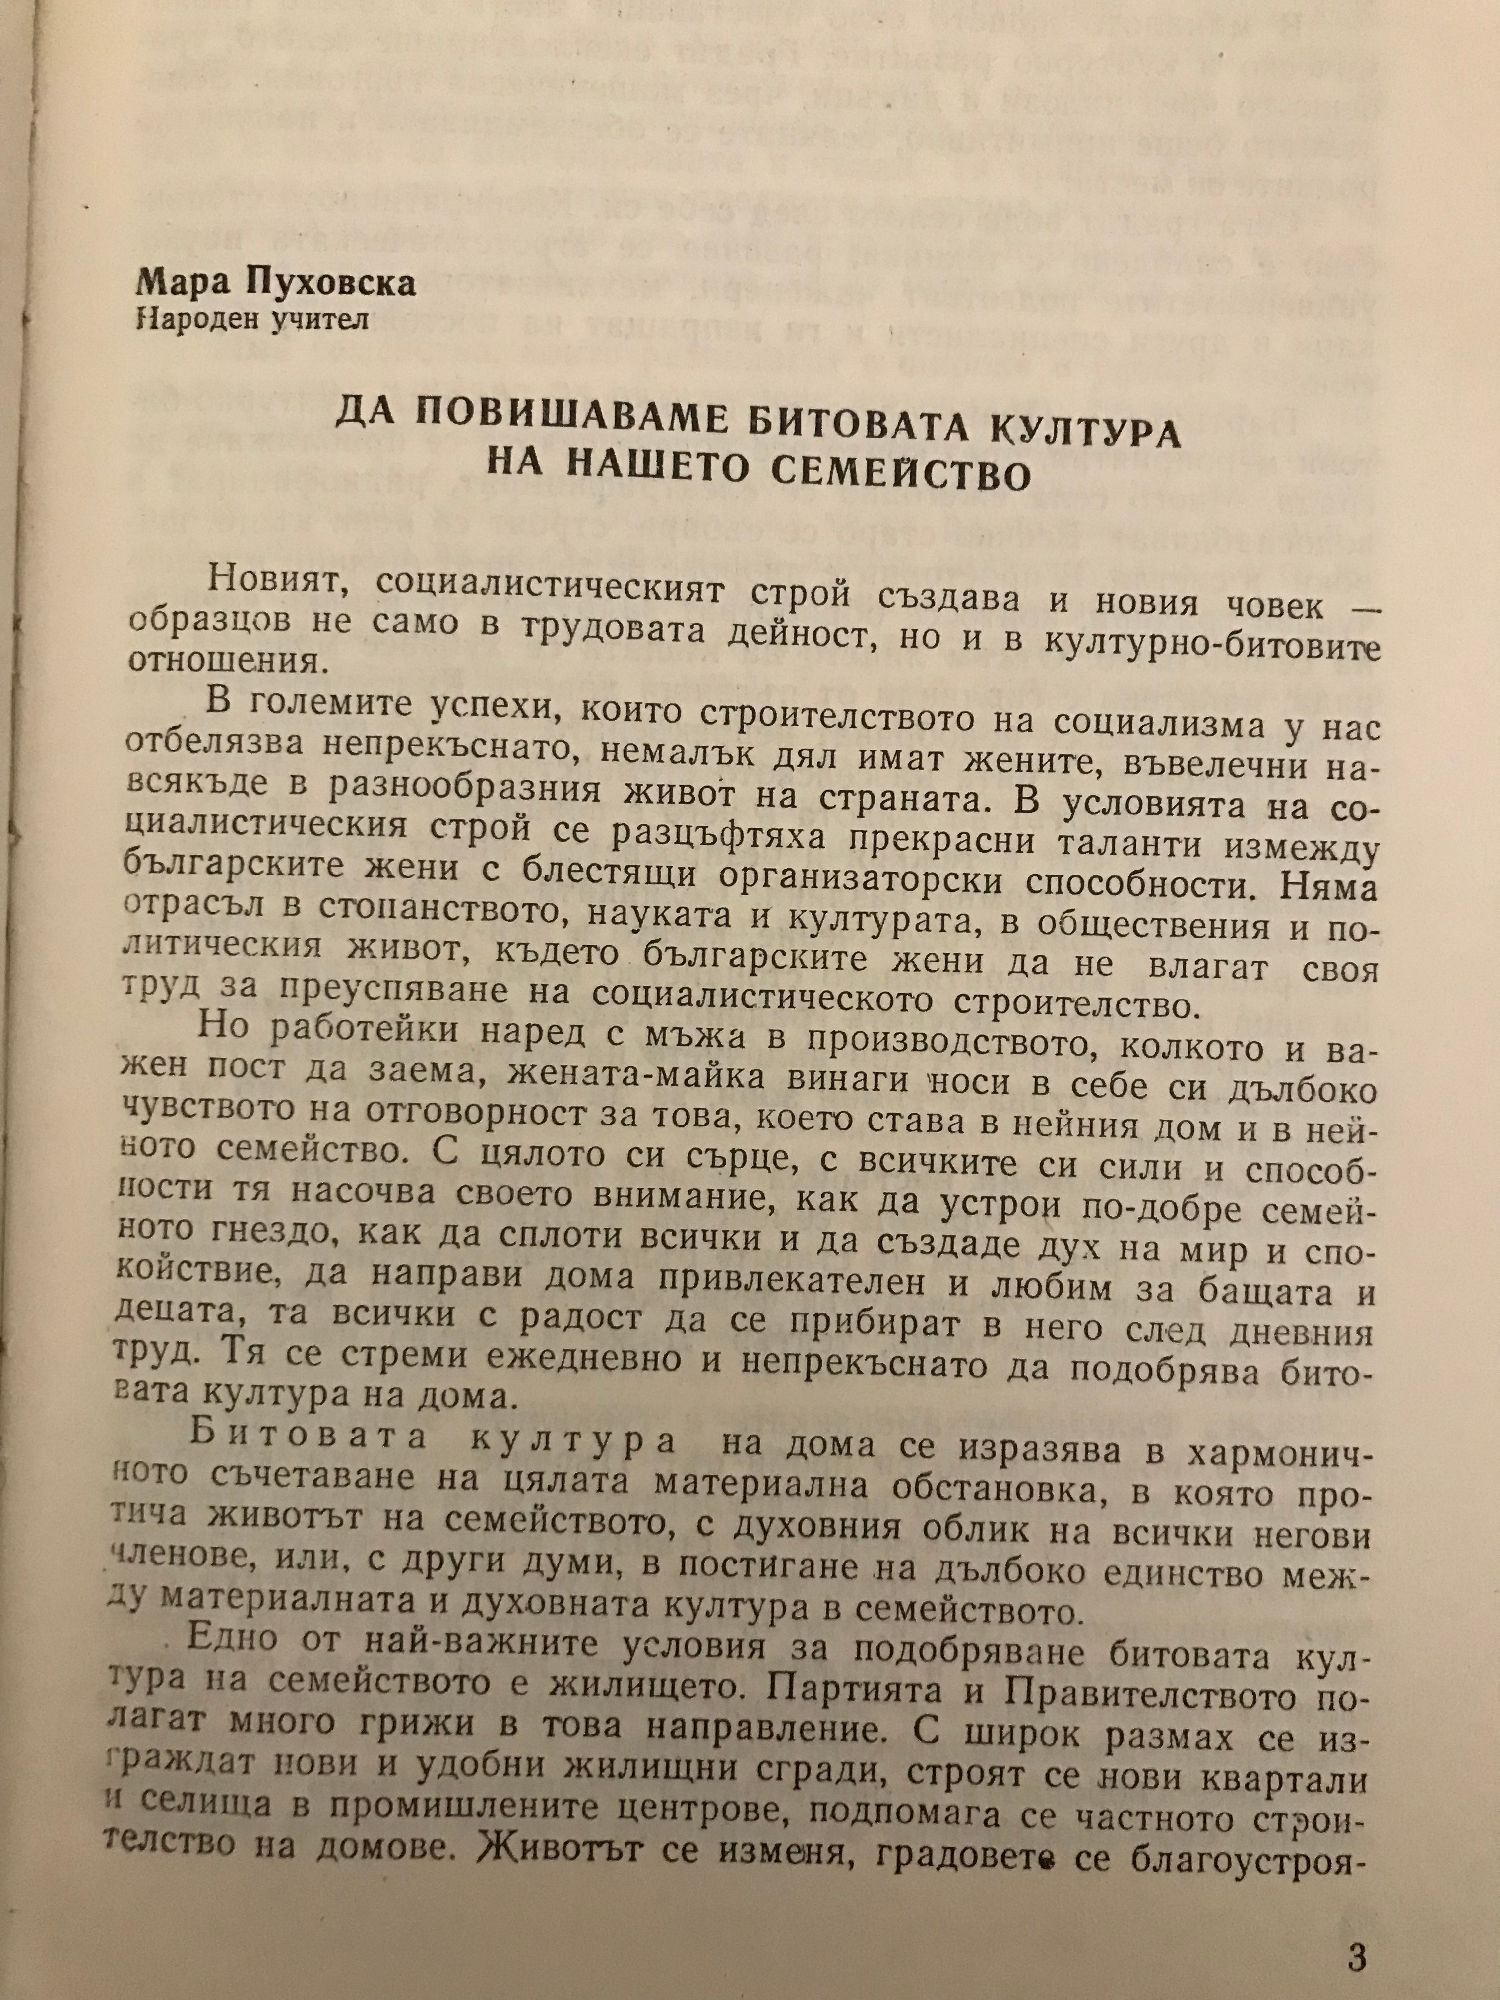 Мара Пуховска
Народен учител
ДА ПОВИШАВАМЕ БИТОВАТА КУЛТУРА
НА НАШЕТО СЕМЕЙСТВО
Новият, социалистическият строй създава и новия човек —
образцов не само в трудовата дейност, но и в културно-битовите
отношения.
В големите успехи, които строителството на социализма у нас
отбелязва непрекъснато, немалък дял имат жените, въвелечни на-
всякъде в разнообразния живот на страната. В условията на со-
циалистическия строй се разцъфтяха прекрасни таланти измежду
българските жени с блестящи организаторски способности. Няма
отрасъл в стопанството, науката и културата, в обществения и по-
литическия живот, където българските жени да не влагат своя
труд за преуспяване на социалистическото строителство.
Но работейки наред с мъжа в производството, колкото и ва-
жен пост да заема, жената-майка винаги носи в себе си дълбоко
чувството на отговорност за това, което става в нейния дом и в ней-
ното семейство. С цялото си сърце, с всичките си сили и способ-
ности тя насочва своето внимание, как да устрои по-добре семей-
ното гнездо, как да сплоти всички и да създаде дух на мир и спо-
койствие, да направи дома привлекателен и любим за бащата и
децата, та всички с радост да се прибират в него след дневния
труд. Тя се стреми ежедневно и непрекъснато да подобрява бито-
вата култура на дома.
Битовата култура на дома се изразява в хармонич-
ното съчетаване на цялата материална обстановка, в която про-
тича животът на семейството, с духовния облик на всички негови
членове, или, с други думи, в постигане на дълбоко единство меж-
ду материалната и духовната култура в семейството.
Едно от най-важните условия за подобряване битовата кул-
тура на семейството е жилището. Партията и Правителството по-
лагат много грижи в това направление. С широк размах се из-
граждат нови и удобни жилищни сгради, строят се нови квартали
и селища в промишлените центрове, подпомага се частното строи-
телство на домове. Животът се изменя, градовете се благоустроя-
3